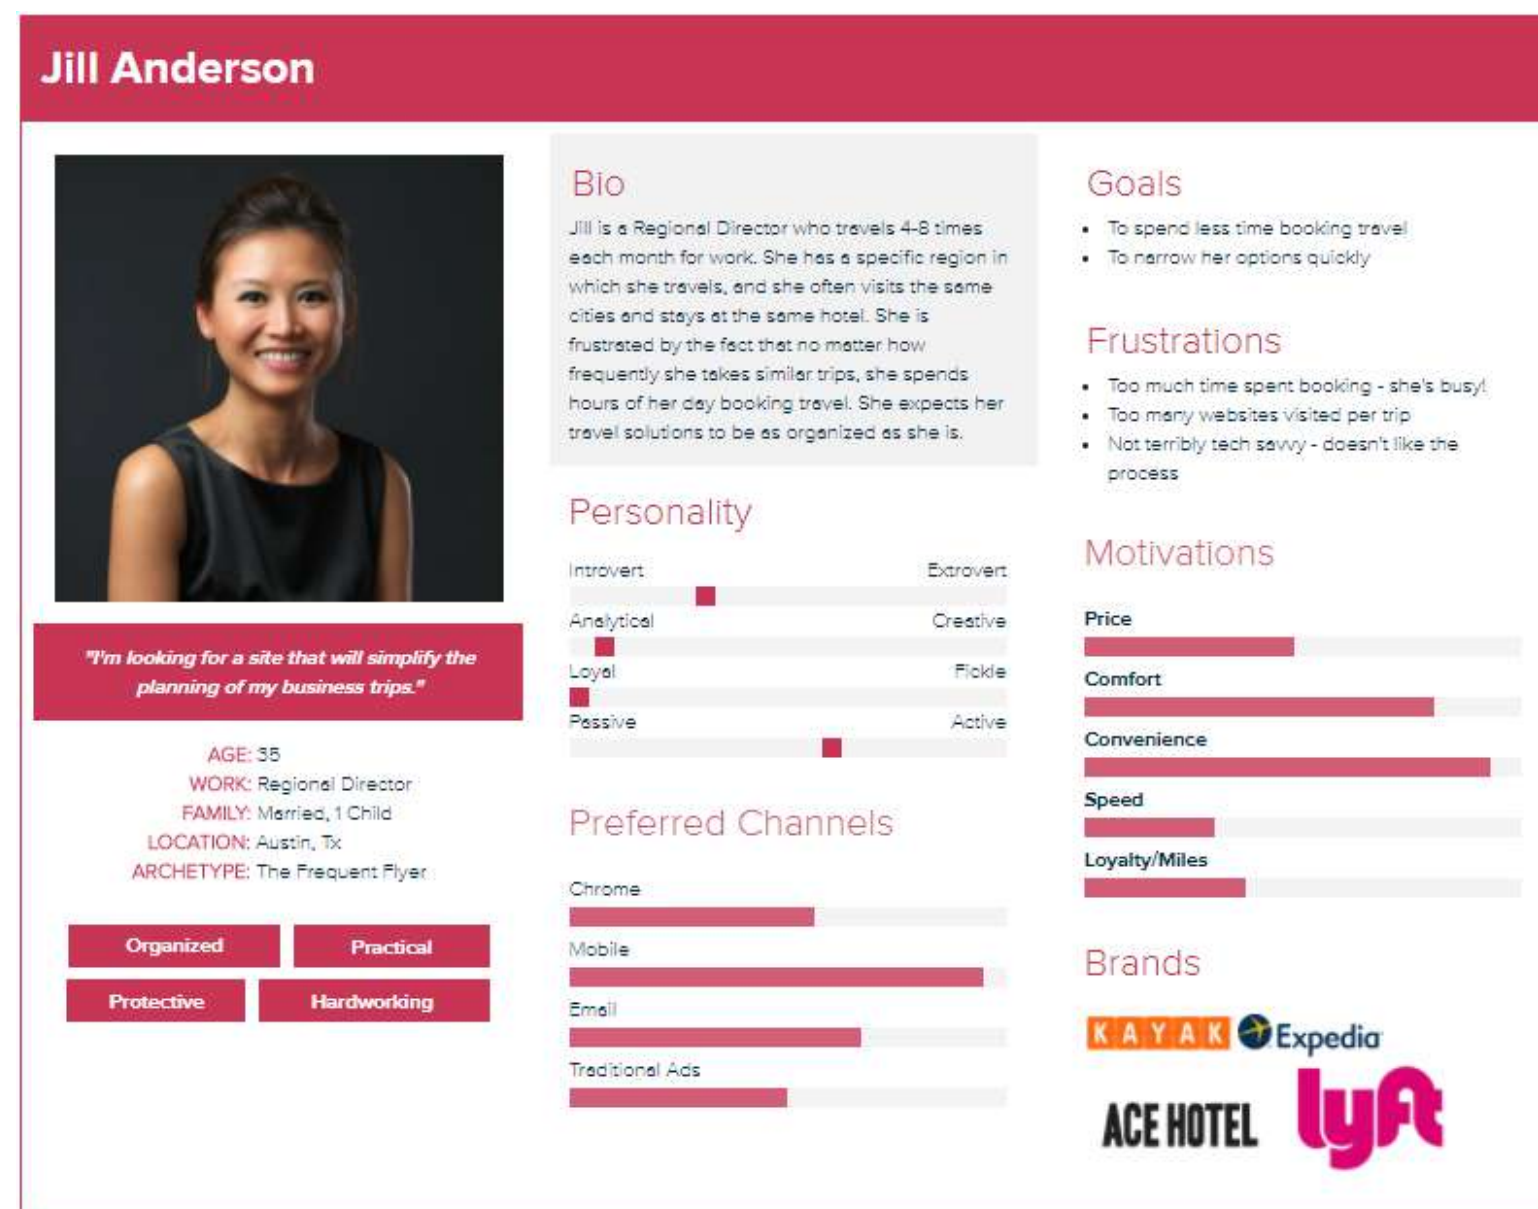 Jill Anderson
"I'm looking for a site that will simplify the
planning of my business trips."
AGE: 35
WORK: Regional Director
FAMILY: Married, 1 Child
LOCATION: Austin, Tx
ARCHETYPE: The Frequent Flyer
Organized
Practical
Protective
Hardworking
Bio
Jill is a Regional Director who travels 4-8 times
each month for work. She has a specific region in
which she travels, and she often visits the same
cities and stays at the same hotel. She is
frustrated by the fact that no matter how
frequently she takes similar trips, she spends
hours of her day booking travel. She expects her
travel solutions to be as organized as she is.
Personality
Introvert Extrovert
Analytical Creative
Loyal Fickle
Passive Active
Preferred Channels
Chrome
Mobile
Email
Traditional Ads
Goals
• To spend less time booking travel
• To narrow her options quickly
Frustrations
• Too much time spent booking - she's busy!
• Too many websites visited per trip
• Not terribly tech savvy - doesn't like the
process
Motivations
Price
Comfort
Convenience
Speed
Loyalty/Miles
Brands
KAYAK Expedia
ACE HOTEL lyft